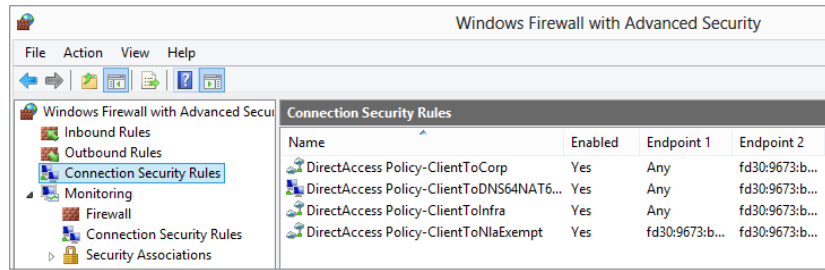 Windows Firewall with Advanced Security
File Action View Help
Windows Firewall with Advanced Secu
Inbound Rules
Outbound Rules
Connection Security Rules
Monitoring
Firewall
Connection Security Rules
Security Associations
Connection Security Rules
Name Enabled Endpoint 1 Endpoint 2
DirectAccess Policy-ClientToCorp Yes Any fd30:9673:b...
DirectAccess Policy-ClientToDNS64NAT6... Yes Any fd30:9673:b...
DirectAccess Policy-ClientToInfra Yes Any fd30:9673:b...
DirectAccess Policy-ClientToNlaExempt Yes fd30:9673:b... fd30:9673:b...